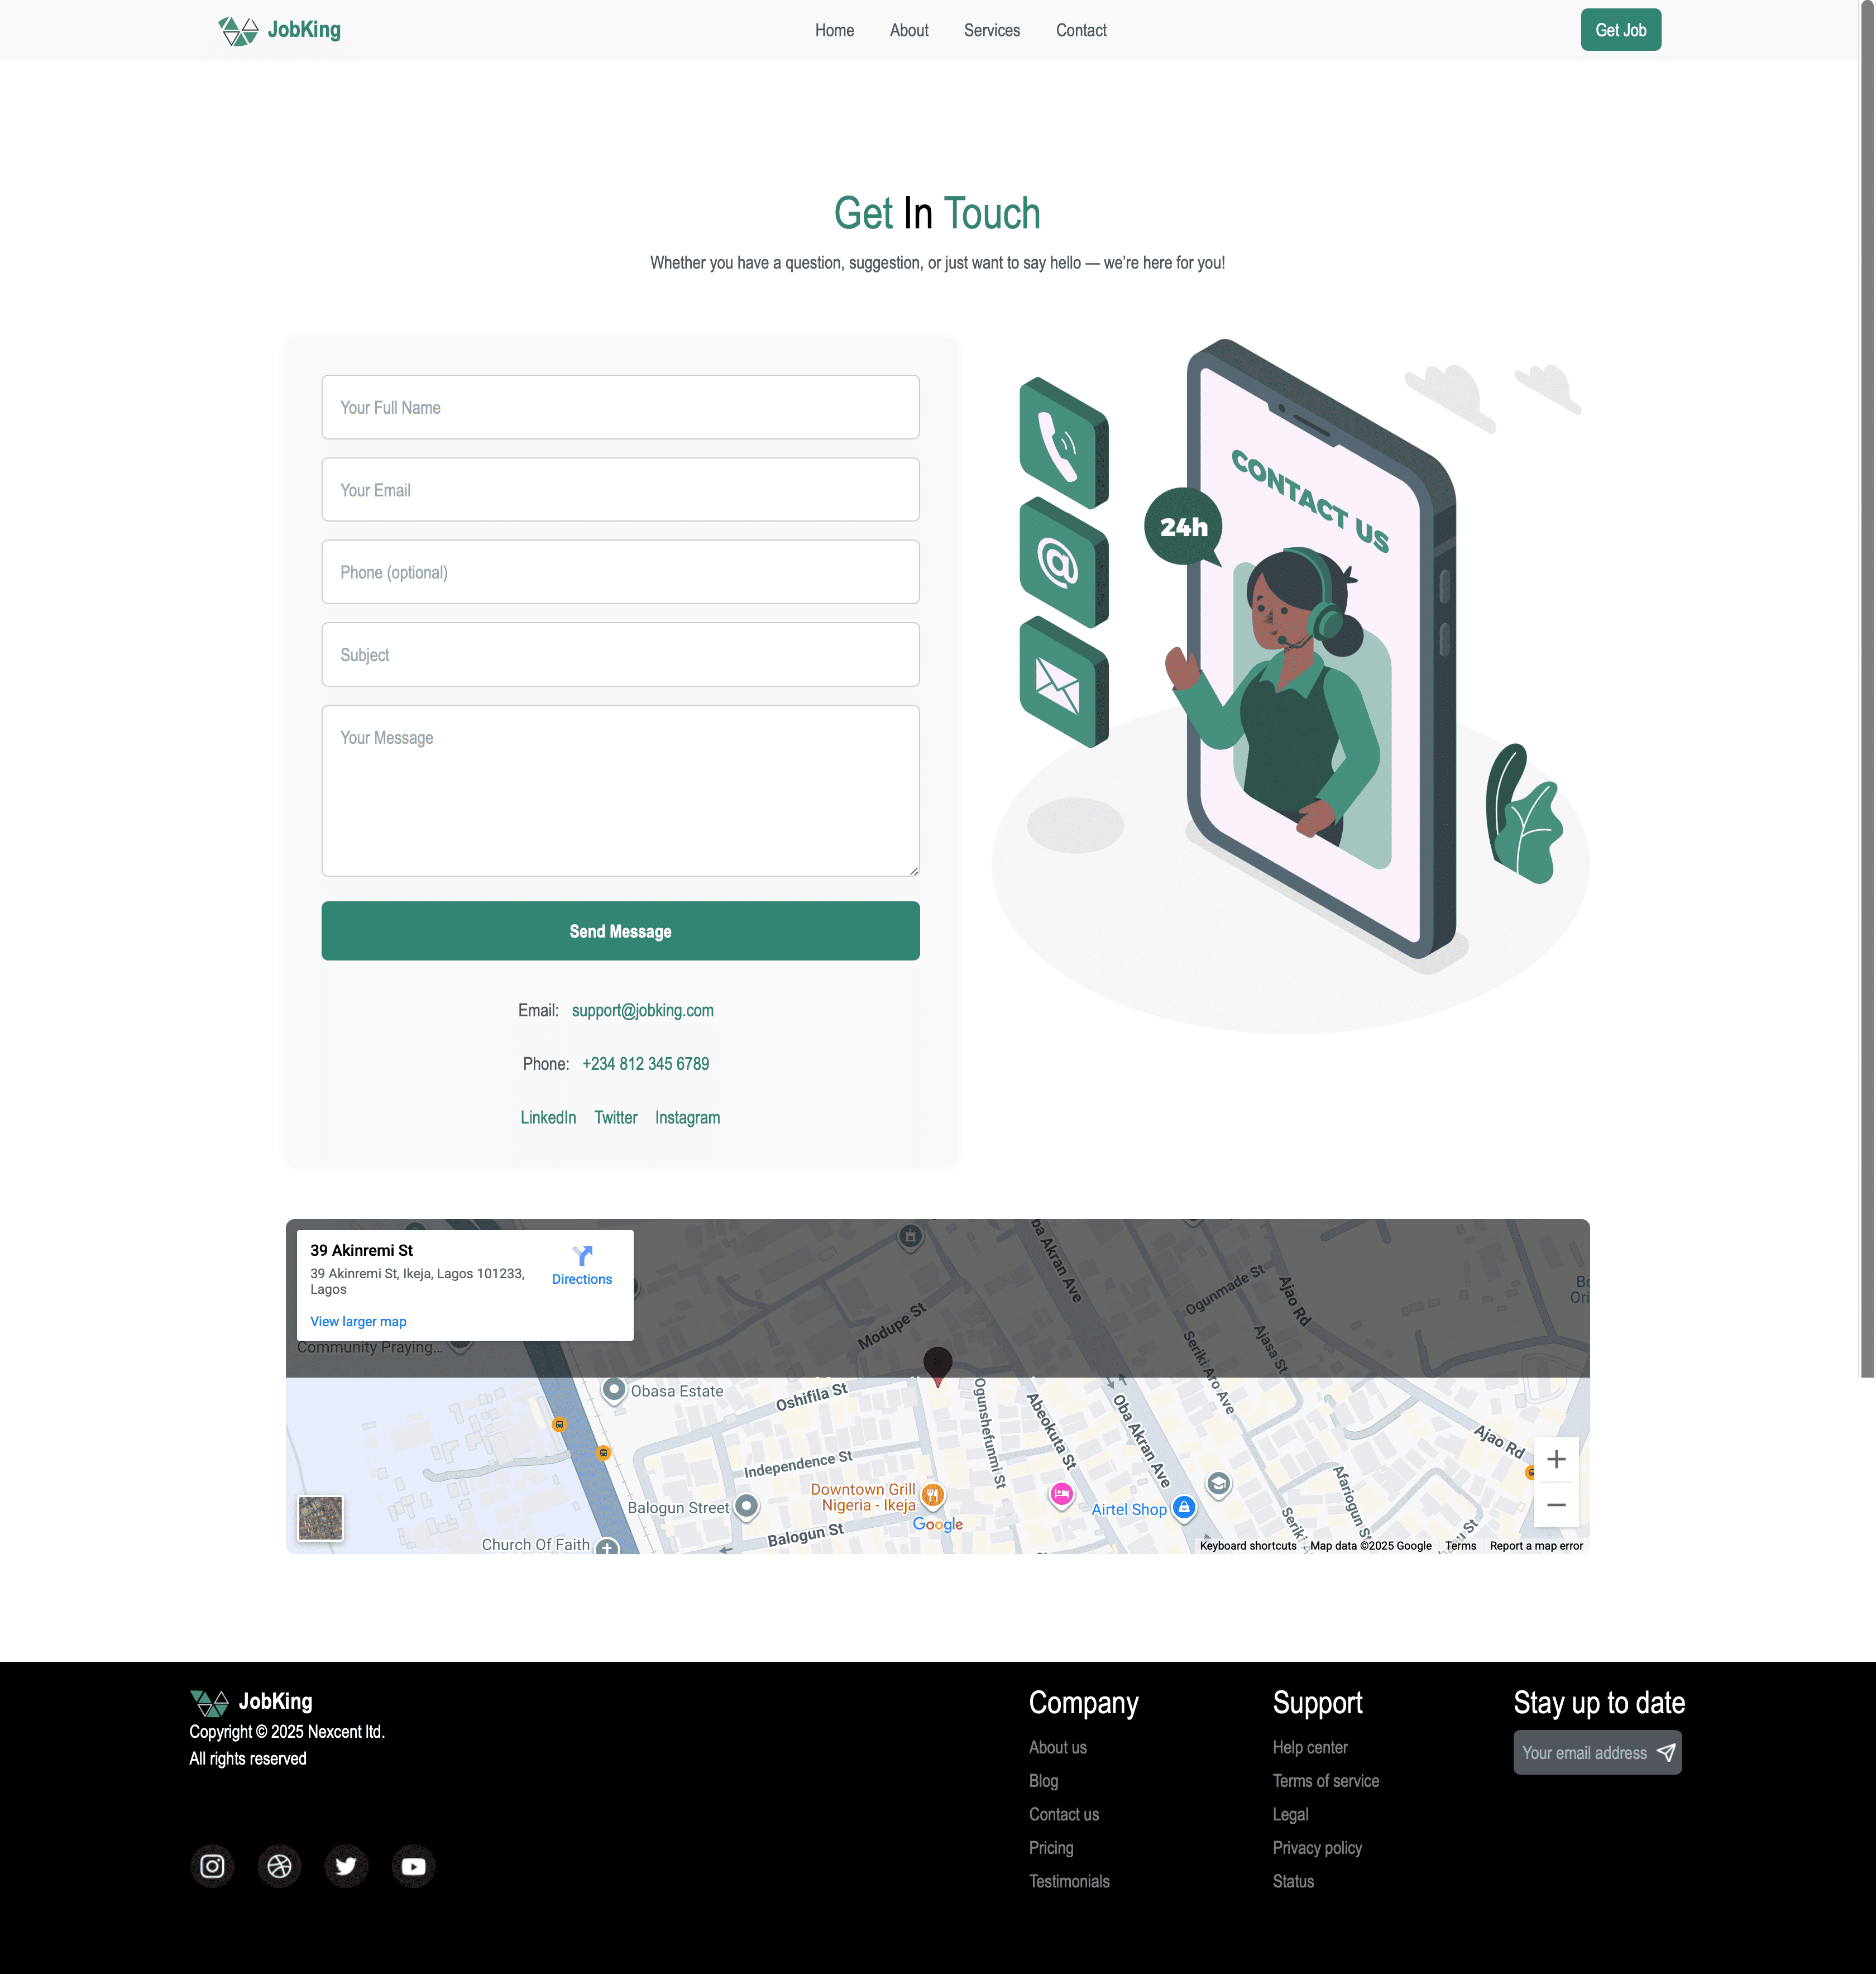 JobKing
Home About Services Contact
Get Job
Get In Touch
Whether you have a question, suggestion, or just want to say hello — we’re here for you!
Your Full Name
Your Email
Phone (optional)
Subject
Your Message
Send Message
Email: support@jobking.com
Phone: +234 812 345 6789
LinkedIn Twitter Instagram
CONTACT US
24h
@
39 Akinremi St
39 Akinremi St, Ikeja, Lagos 101233,
Lagos
Directions
View larger map
Community Praying...
Modupe St
Oba Akran Ave
Ogunmade St
Ajao Rd
Ajasa St
Seriki Aro Ave
Obasa Estate
Oshifila St
Ogunshefunmi St
Abeokuta St
Oba Akran Ave
Ajao Rd
Independence St
Downtown Grill
Nigeria - Ikeja
Balogun Street
Airtel Shop
Afariogun St
Seriki
Google
Balogun St
Church Of Faith
Keyboard shortcuts Map data ©2025 Google Terms Report a map error
JobKing
Copyright © 2025 Nexcent ltd.
All rights reserved
Company
About us
Blog
Contact us
Pricing
Testimonials
Support
Help center
Terms of service
Legal
Privacy policy
Status
Stay up to date
Your email address